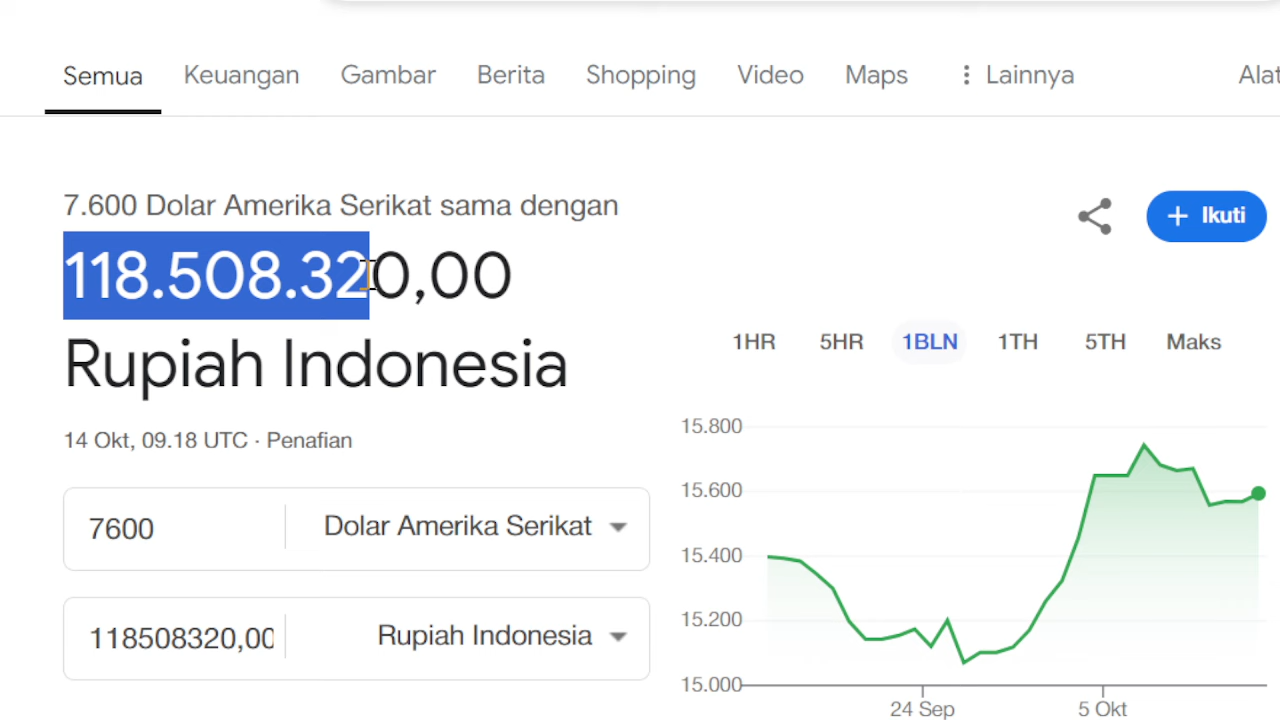 Semua Keuangan Gambar Berita Shopping Video Maps Lainnya
7.600 Dolar Amerika Serikat sama dengan
118.508.320,00
Rupiah Indonesia
14 Okt, 09.18 UTC · Penafian
7600 Dolar Amerika Serikat
118508320,00 Rupiah Indonesia
+ Ikuti
1HR 5HR 1BLN 1TH 5TH Maks
15.800
15.600
15.400
15.200
15.000
24 Sep 5 Okt